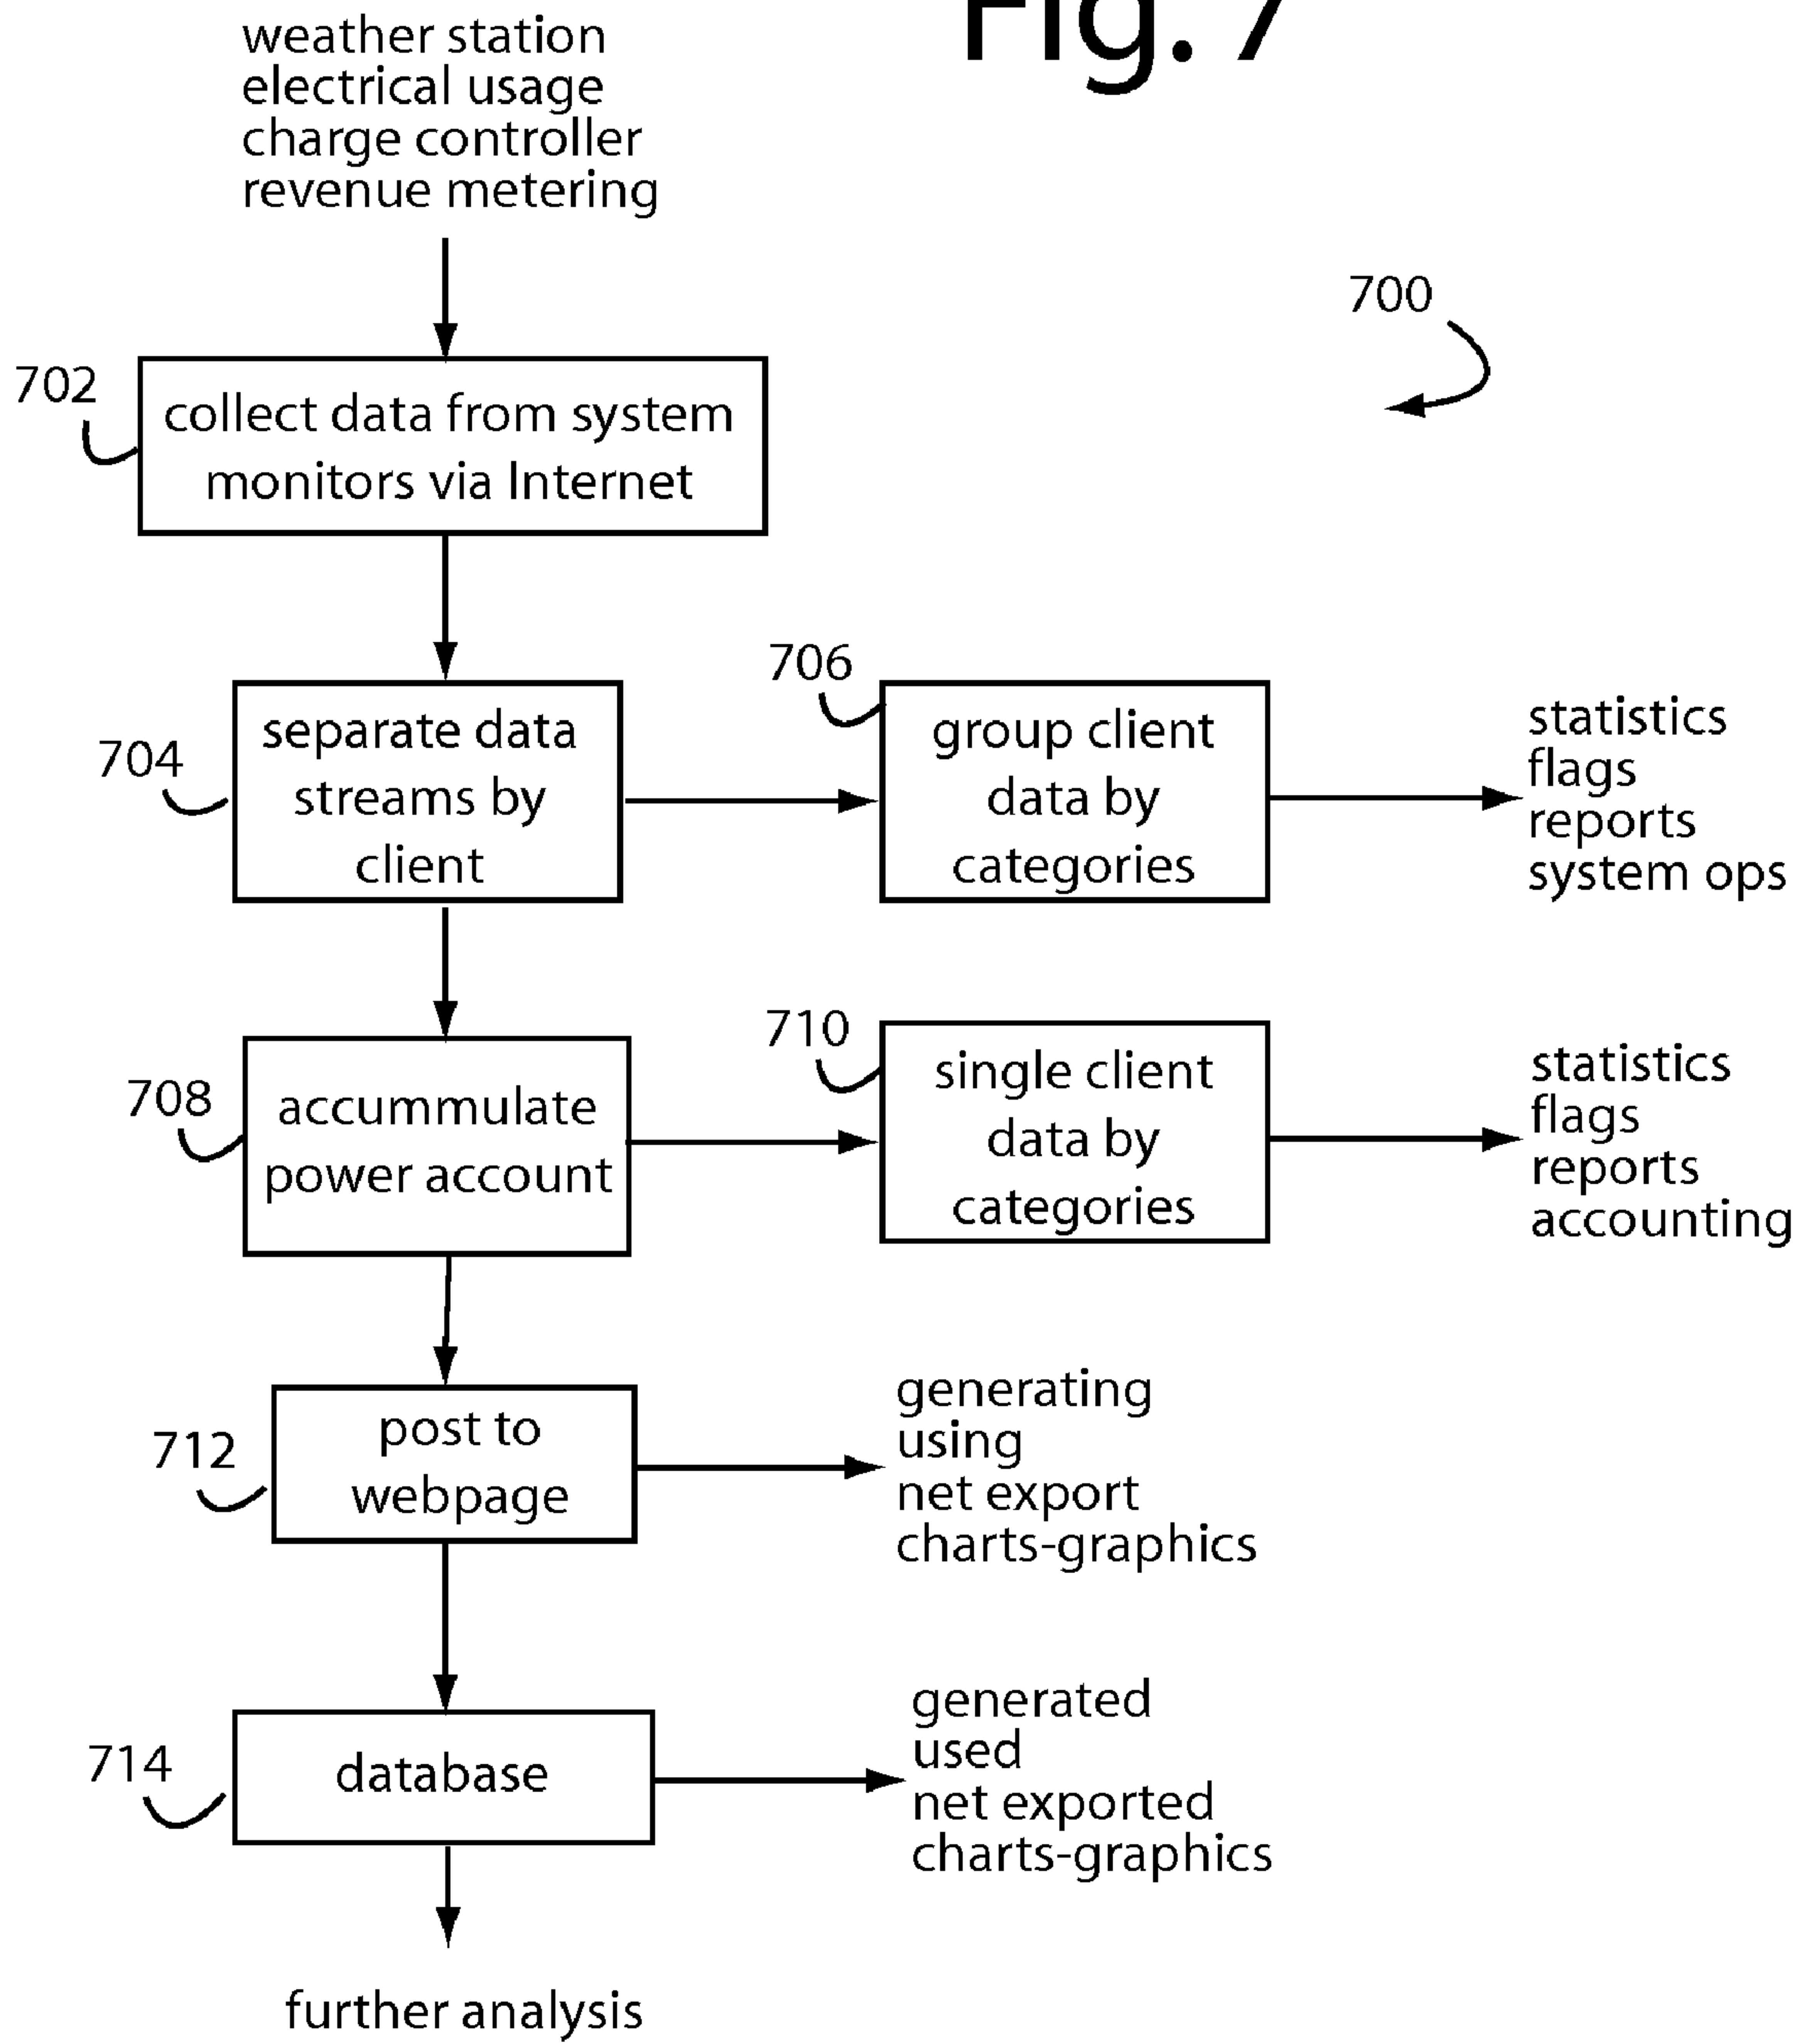 Fig. 7
weather station
electrical usage
charge controller
revenue metering
700
702
collect data from system
monitors via Internet
704
separate data
streams by
client
706
group client
data by
categories
statistics
flags
reports
system ops
708
accummulate
power account
710
single client
data by
categories
statistics
flags
reports
accounting
712
post to
webpage
generating
using
net export
charts-graphics
714
database
generated
used
net exported
charts-graphics
further analysis